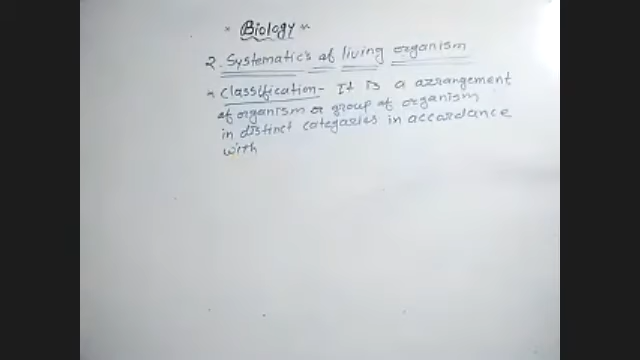 * Biology *
2. Systematic's of living organism
* Classification - It is a arrangement
of organism or group of organism
in distinct categories in accordance
with